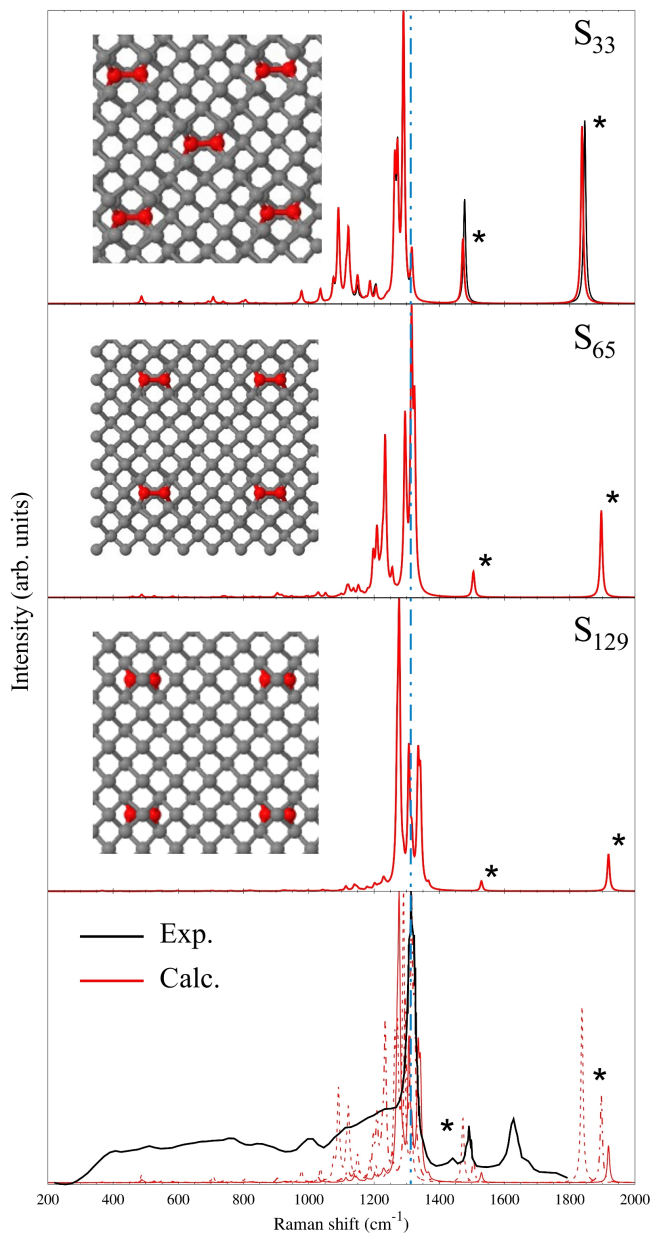 S33
*
*
S65
*
*
S129
*
*
Intensity (arb. units)
Exp.
Calc.
*
*
200 400 600 800 1000 1200 1400 1600 1800 2000
Raman shift (cm-1)